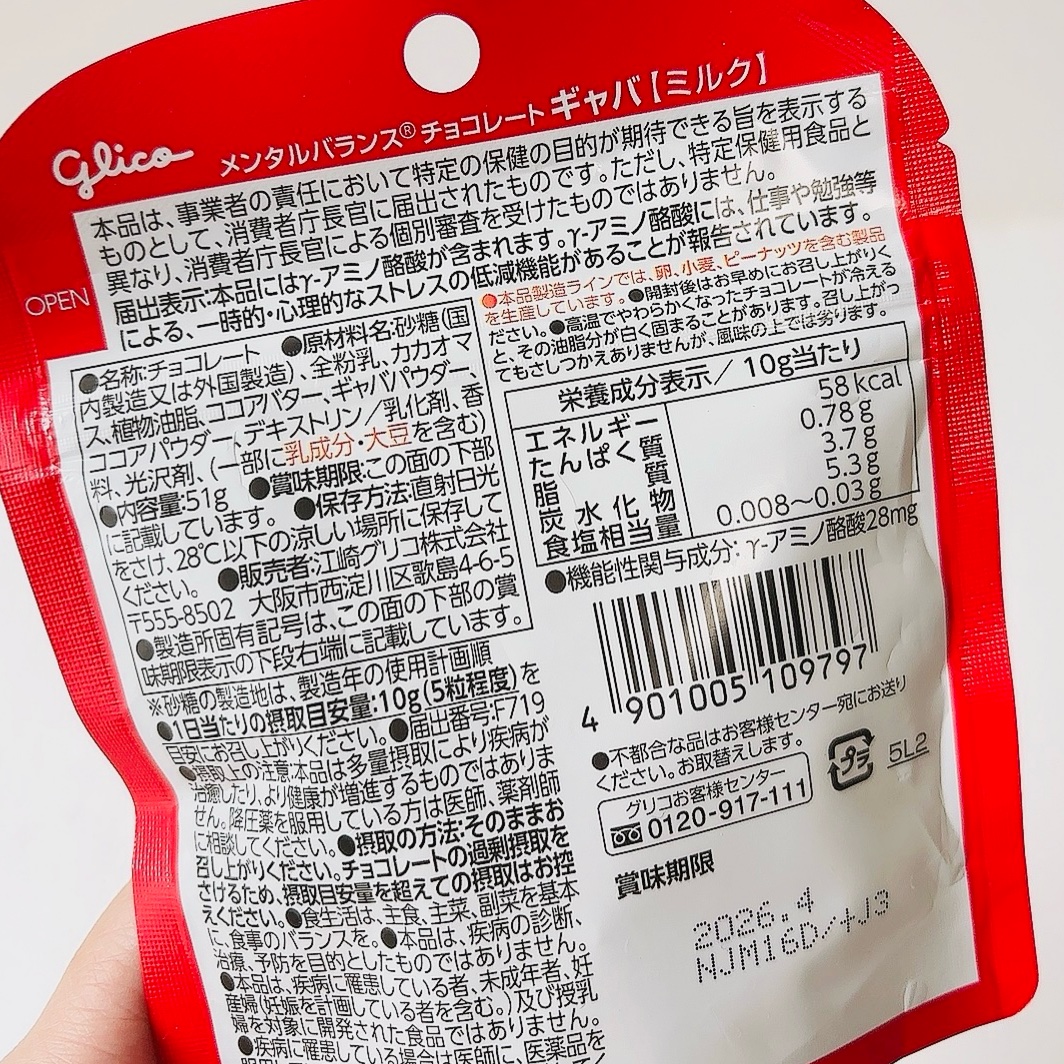 Glico
メンタルバランス®チョコレート ギャバ【ミルク】
本品は、事業者の責任において特定の保健の目的が期待できる旨を表示する
ものとして、消費者庁長官に届出されたものです。ただし、特定保健用食品と
異なり、消費者庁長官による個別審査を受けたものではありません。
届出表示:本品にはγ-アミノ酪酸が含まれます。γ-アミノ酪酸には、仕事や勉強等
による、一時的・心理的なストレスの低減機能があることが報告されています。
OPEN
●名称:チョコレート ●原材料名:砂糖(国
内製造又は外国製造)、全粉乳、カカオマ
ス、植物油脂、ココアバター、ギャバパウダー、
ココアパウダー、デキストリン/乳化剤、香
料、光沢剤、(一部に乳成分・大豆を含む)
●内容量:51g ●賞味期限:この面の下部
に記載しています。 ●保存方法:直射日光
をさけ、28℃以下の涼しい場所に保存して
ください。 ●販売者:江崎グリコ株式会社
〒555-8502 大阪市西淀川区歌島4-6-5
●製造所固有記号は、この面の下部の賞
味期限表示の下段右端に記載しています。
※砂糖の製造地は、製造年の使用計画順
●1日当たりの摂取目安量:10g(5粒程度)を
目安にお召し上がりください。●届出番号:F719
●摂取上の注意:本品は多量摂取により疾病が
治癒したり、より健康が増進するものではありま
せん。降圧薬を服用している方は医師、薬剤師
に相談してください。●摂取の方法:そのままお
召し上がりください。チョコレートの過剰摂取を
さけるため、摂取目安量を超えての摂取はお控
えください。●食生活は、主食、主菜、副菜を基本
に、食事のバランスを。●本品は、疾病の診断、
治療、予防を目的としたものではありません。
●本品は、疾病に罹患している者、未成年者、妊
産婦(妊娠を計画している者を含む。)及び授乳
婦を対象に開発された食品ではありません。
●疾病に罹患している場合は医師に、医薬品を
●本品製造ラインでは、卵、小麦、ピーナッツを含む製品
を生産しています。●開封後はお早めにお召し上がりく
ださい。●高温でやわらかくなったチョコレートが冷える
と、その油脂分が白く固まることがあります。召し上がっ
てもさしつかえありませんが、風味の上では劣ります。
栄養成分表示/10g当たり
エネルギー 58kcal
たんぱく質 0.78g
脂質 3.7g
炭水化物 5.3g
食塩相当量 0.008〜0.03g
●機能性関与成分:γ-アミノ酪酸28mg
4 901005 109797
●不都合な品はお客様センター宛にお送り
ください。お取替えします。
グリコお客様センター
0120-917-111
プラ
5L2
賞味期限
2026.4
NJM16D/+J3